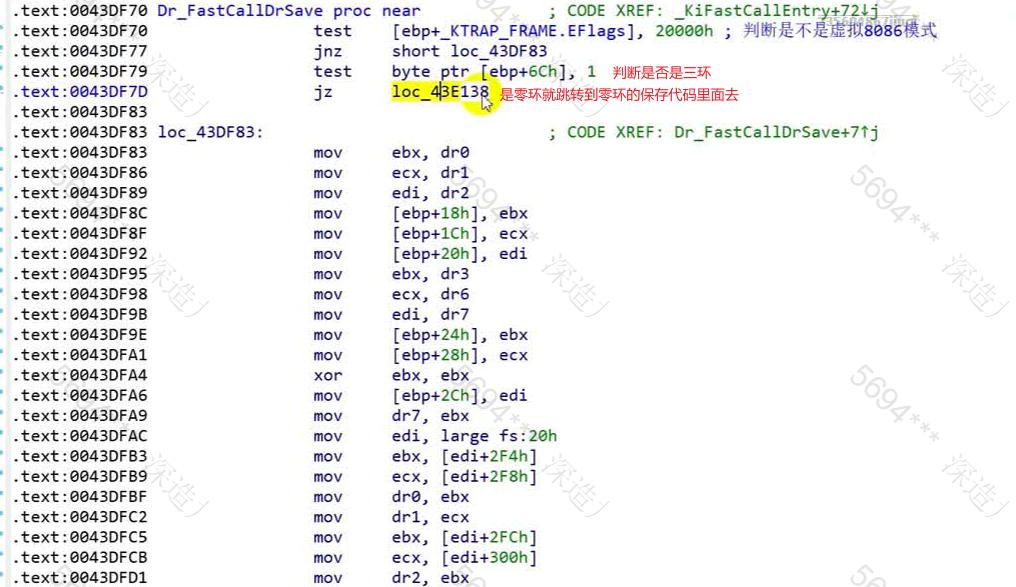 .text:0043DF70 Dr_FastCallDrSave proc near ; CODE XREF: _KiFastCallEntry+72↓j
.text:0043DF70 test [ebp+_KTRAP_FRAME.EFlags], 20000h ; 判断是不是虚拟8086模式
.text:0043DF77 jnz short loc_43DF83
.text:0043DF79 test byte ptr [ebp+6Ch], 1 判断是否是三环
.text:0043DF7D jz loc_43E138 是零环就跳转到零环的保存代码里面去
.text:0043DF83
.text:0043DF83 loc_43DF83: ; CODE XREF: Dr_FastCallDrSave+7↑j
.text:0043DF83 mov ebx, dr0
.text:0043DF86 mov ecx, dr1
.text:0043DF89 mov edi, dr2
.text:0043DF8C mov [ebp+18h], ebx
.text:0043DF8F mov [ebp+1Ch], ecx
.text:0043DF92 mov [ebp+20h], edi
.text:0043DF95 mov ebx, dr3
.text:0043DF98 mov ecx, dr6
.text:0043DF9B mov edi, dr7
.text:0043DF9E mov [ebp+24h], ebx
.text:0043DFA1 mov [ebp+28h], ecx
.text:0043DFA4 xor ebx, ebx
.text:0043DFA6 mov [ebp+2Ch], edi
.text:0043DFA9 mov dr7, ebx
.text:0043DFAC mov edi, large fs:20h
.text:0043DFB3 mov ebx, [edi+2F4h]
.text:0043DFB9 mov ecx, [edi+2F8h]
.text:0043DFBF mov dr0, ebx
.text:0043DFC2 mov dr1, ecx
.text:0043DFC5 mov ebx, [edi+2FCh]
.text:0043DFCB mov ecx, [edi+300h]
.text:0043DFD1 mov dr2, ebx
5694***
深造